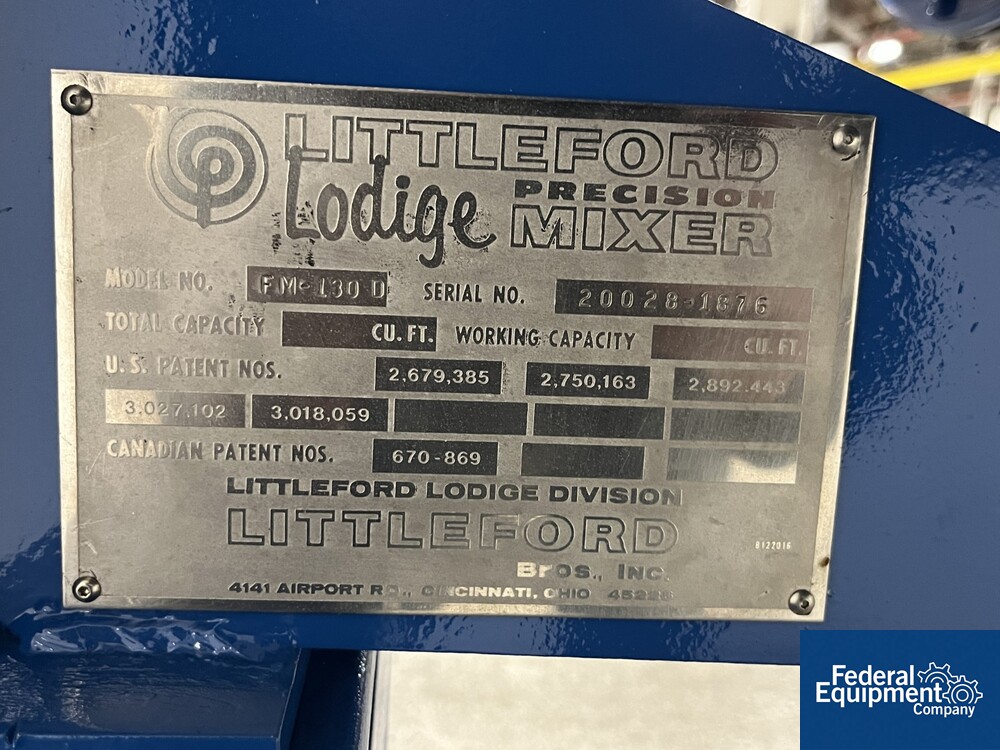 LITTLEFORD
Lodige PRECISION
MIXER
MODEL NO. FM-130 D SERIAL NO. 20028-1876
TOTAL CAPACITY CU. FT. WORKING CAPACITY CU. FT.
U.S. PATENT NOS. 2,679,385 2,750,163 2,892,443
3,027,102 3,018,059
CANADIAN PATENT NOS. 670-869
LITTLEFORD LODIGE DIVISION
LITTLEFORD
BROS., INC.
8122016
4141 AIRPORT RD., CINCINNATI, OHIO 45226
Federal
Equipment
Company